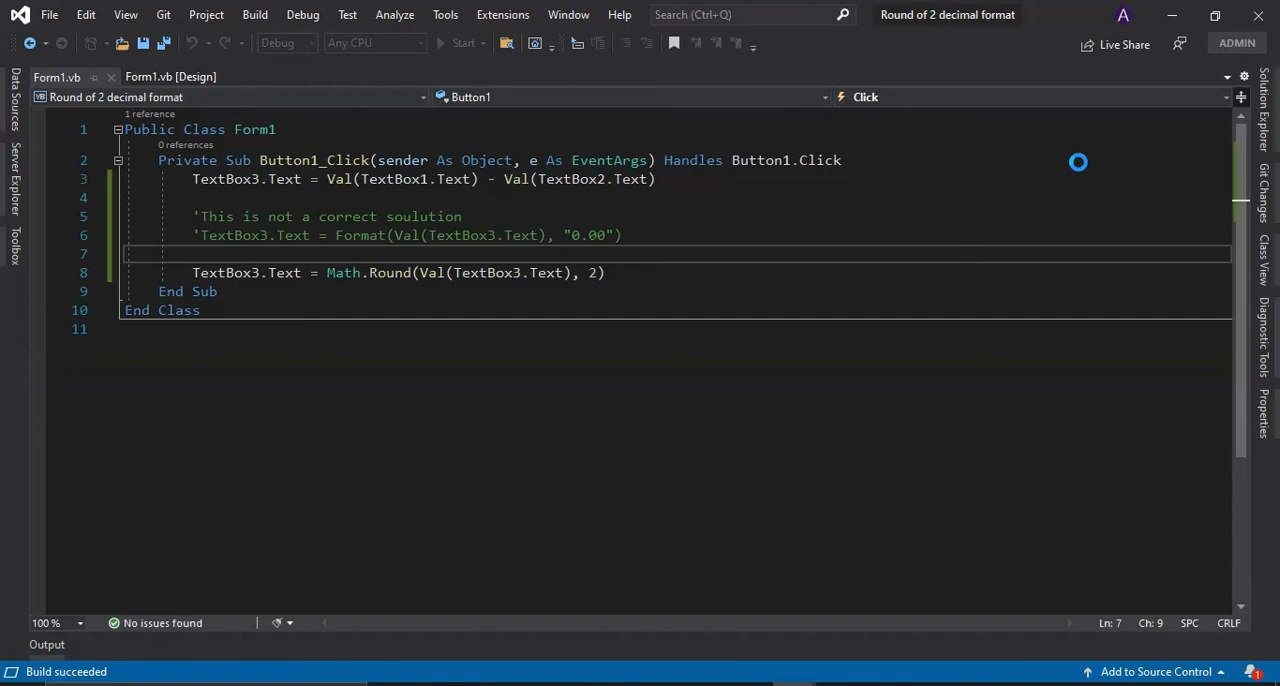 File Edit View Git Project Build Debug Test Analyze Tools Extensions Window Help Search (Ctrl+Q) Round of 2 decimal format A
Debug Any CPU Start Live Share ADMIN
Form1.vb Form1.vb [Design]
VB Round of 2 decimal format Button1 Click
1 reference
1 Public Class Form1
0 references
2 Private Sub Button1_Click(sender As Object, e As EventArgs) Handles Button1.Click
3 TextBox3.Text = Val(TextBox1.Text) - Val(TextBox2.Text)
4
5 'This is not a correct soulution
6 'TextBox3.Text = Format(Val(TextBox3.Text), "0.00")
7
8 TextBox3.Text = Math.Round(Val(TextBox3.Text), 2)
9 End Sub
10 End Class
11
Data Sources
Server Explorer
Toolbox
Solution Explorer
Git Changes
Class View
Diagnostic Tools
Properties
100 % No issues found Ln: 7 Ch: 9 SPC CRLF
Output
Build succeeded Add to Source Control 1